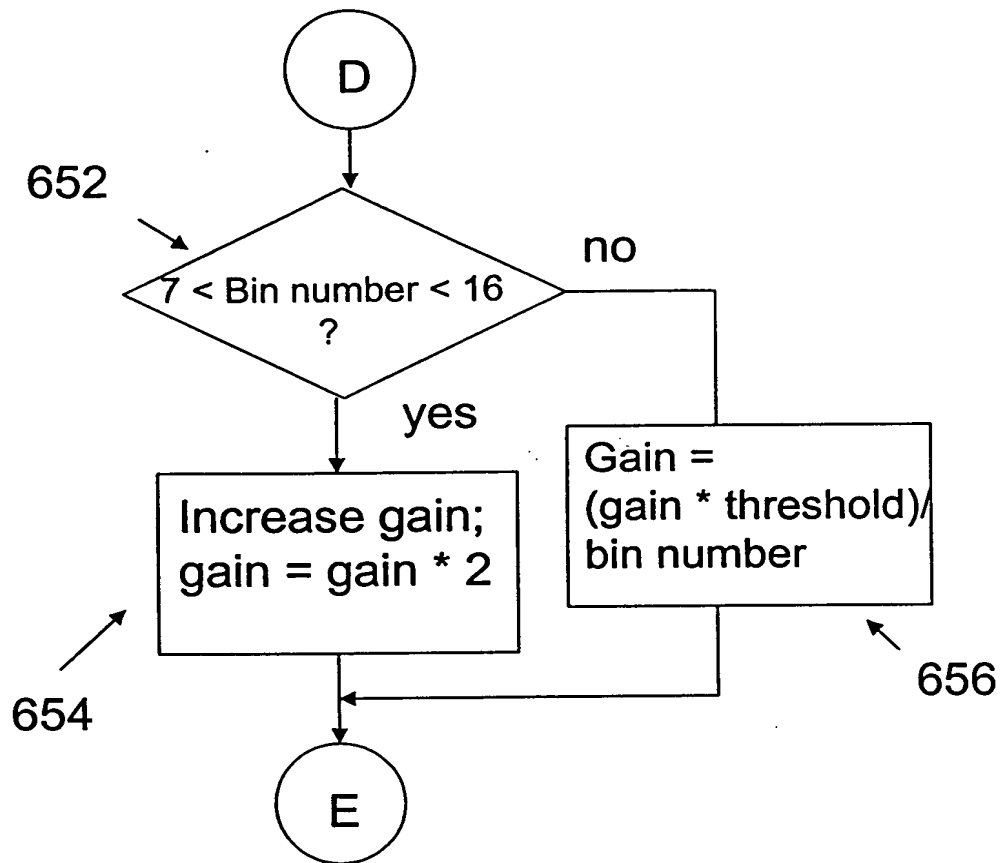 D
652
7 < Bin number < 16
?
no
yes
Increase gain;
gain = gain * 2
Gain =
(gain * threshold)/
bin number
654
656
E